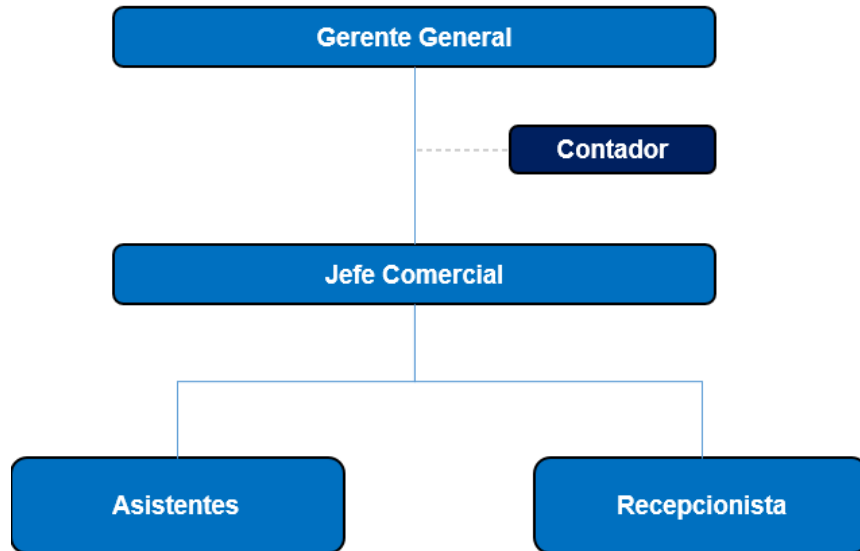 Gerente General
Contador
Jefe Comercial
Asistentes
Recepcionista